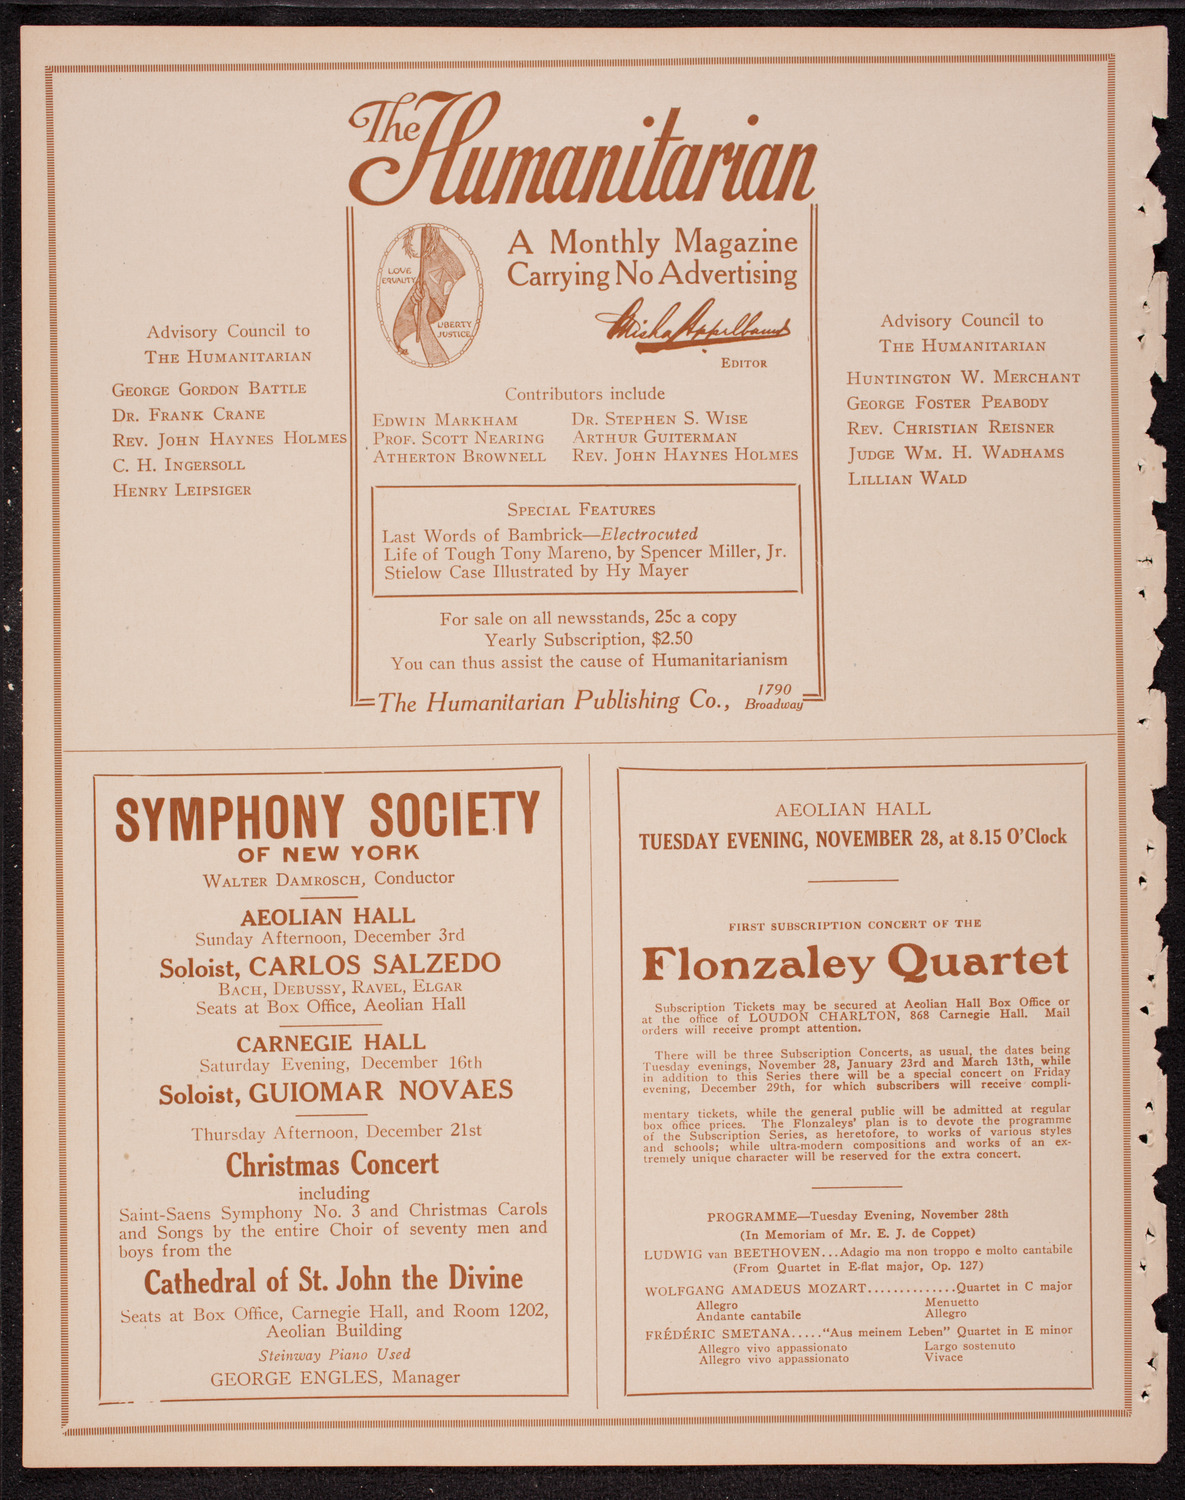 The Humanitarian
A Monthly Magazine
Carrying No Advertising
LOVE
EQUALITY
LIBERTY
JUSTICE
Misha Appelbaum
EDITOR
Advisory Council to
THE HUMANITARIAN
GEORGE GORDON BATTLE
DR. FRANK CRANE
REV. JOHN HAYNES HOLMES
C. H. INGERSOLL
HENRY LEIPSIGER
Contributors include
EDWIN MARKHAM
PROF. SCOTT NEARING
ATHERTON BROWNELL
DR. STEPHEN S. WISE
ARTHUR GUITERMAN
REV. JOHN HAYNES HOLMES
Advisory Council to
THE HUMANITARIAN
HUNTINGTON W. MERCHANT
GEORGE FOSTER PEABODY
REV. CHRISTIAN REISNER
JUDGE WM. H. WADHAMS
LILLIAN WALD
SPECIAL FEATURES
Last Words of Bambrick—Electrocuted
Life of Tough Tony Mareno, by Spencer Miller, Jr.
Stielow Case Illustrated by Hy Mayer
For sale on all newsstands, 25c a copy
Yearly Subscription, $2.50
You can thus assist the cause of Humanitarianism
The Humanitarian Publishing Co., 1790 Broadway
SYMPHONY SOCIETY
OF NEW YORK
WALTER DAMROSCH, Conductor
AEOLIAN HALL
Sunday Afternoon, December 3rd
Soloist, CARLOS SALZEDO
BACH, DEBUSSY, RAVEL, ELGAR
Seats at Box Office, Aeolian Hall
CARNEGIE HALL
Saturday Evening, December 16th
Soloist, GUIOMAR NOVAES
Thursday Afternoon, December 21st
Christmas Concert
including
Saint-Saens Symphony No. 3 and Christmas Carols
and Songs by the entire Choir of seventy men and
boys from the
Cathedral of St. John the Divine
Seats at Box Office, Carnegie Hall, and Room 1202,
Aeolian Building
Steinway Piano Used
GEORGE ENGLES, Manager
AEOLIAN HALL
TUESDAY EVENING, NOVEMBER 28, at 8.15 O'Clock
FIRST SUBSCRIPTION CONCERT OF THE
Flonzaley Quartet
Subscription Tickets may be secured at Aeolian Hall Box Office or
at the office of LOUDON CHARLTON, 868 Carnegie Hall. Mail
orders will receive prompt attention.
There will be three Subscription Concerts, as usual, the dates being
Tuesday evenings, November 28, January 23rd and March 13th, while
in addition to this Series there will be a special concert on Friday
evening, December 29th, for which subscribers will receive compli-
mentary tickets, while the general public will be admitted at regular
box office prices. The Flonzaleys' plan is to devote the programme
of the Subscription Series, as heretofore, to works of various styles
and schools; while ultra-modern compositions and works of an ex-
tremely unique character will be reserved for the extra concert.
PROGRAMME—Tuesday Evening, November 28th
(In Memoriam of Mr. E. J. de Coppet)
LUDWIG van BEETHOVEN...Adagio ma non troppo e molto cantabile
(From Quartet in E-flat major, Op. 127)
WOLFGANG AMADEUS MOZART..............Quartet in C major
Allegro Menuetto
Andante cantabile Allegro
FRÉDÉRIC SMETANA....."Aus meinem Leben" Quartet in E minor
Allegro vivo appassionato Largo sostenuto
Allegro vivo appassionato Vivace